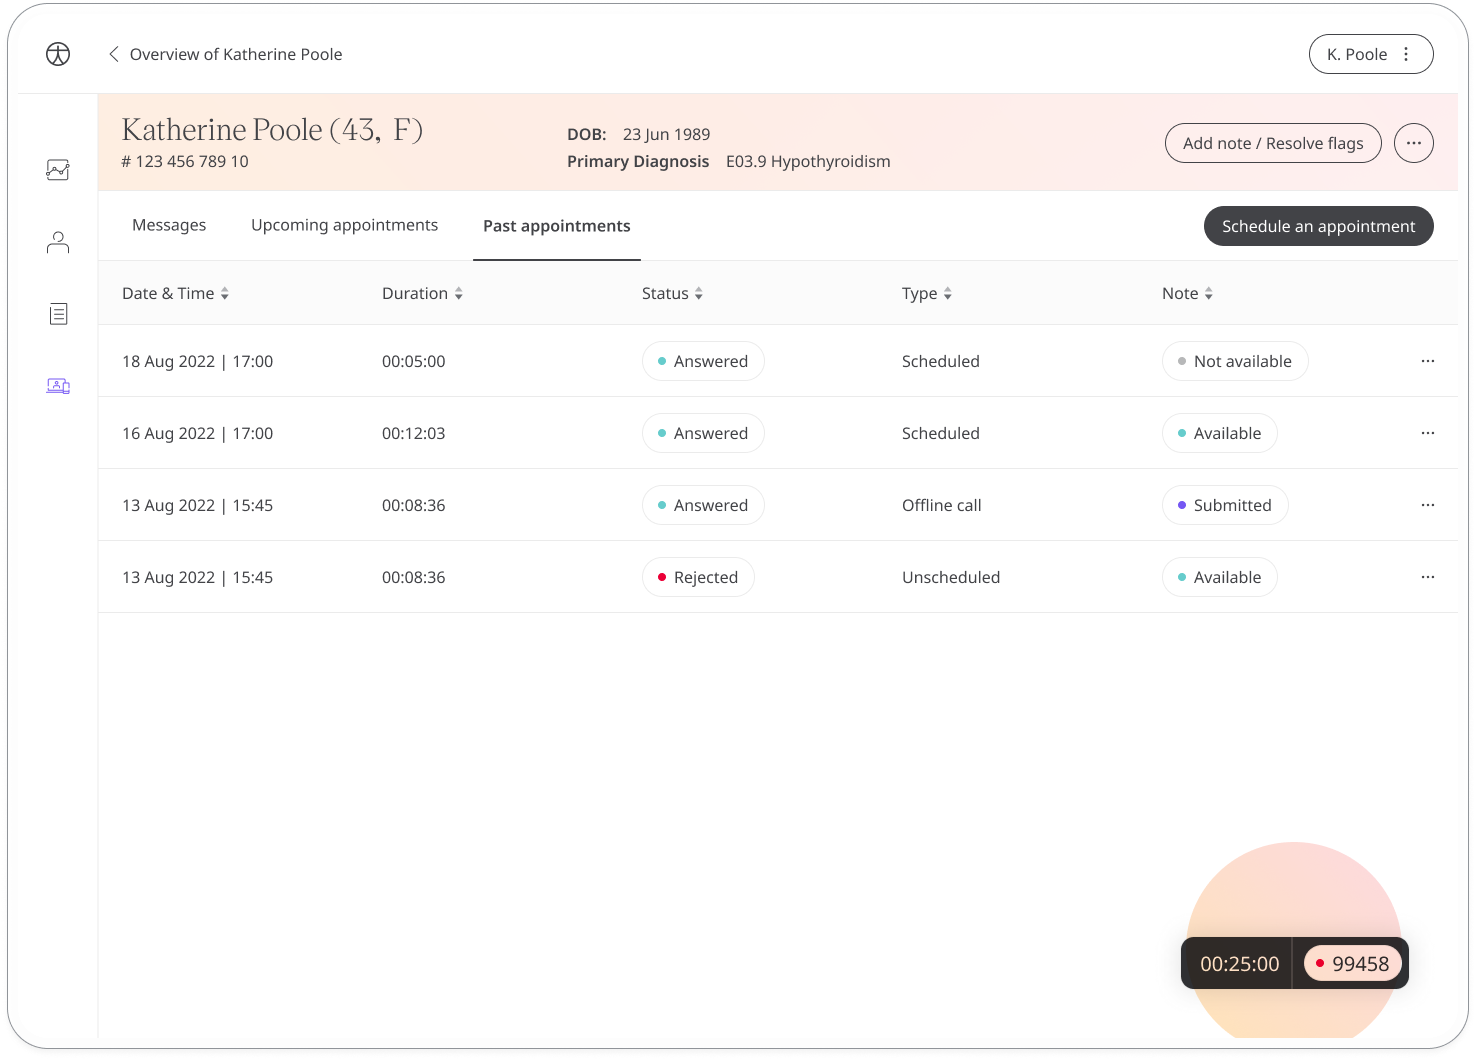 Overview of Katherine Poole
K. Poole
Katherine Poole (43, F)
# 123 456 789 10
DOB: 23 Jun 1989
Primary Diagnosis E03.9 Hypothyroidism
Add note / Resolve flags
Messages Upcoming appointments Past appointments
Schedule an appointment
Date & Time Duration Status Type Note
18 Aug 2022 | 17:00 00:05:00 Answered Scheduled Not available
16 Aug 2022 | 17:00 00:12:03 Answered Scheduled Available
13 Aug 2022 | 15:45 00:08:36 Answered Offline call Submitted
13 Aug 2022 | 15:45 00:08:36 Rejected Unscheduled Available
00:25:00 99458